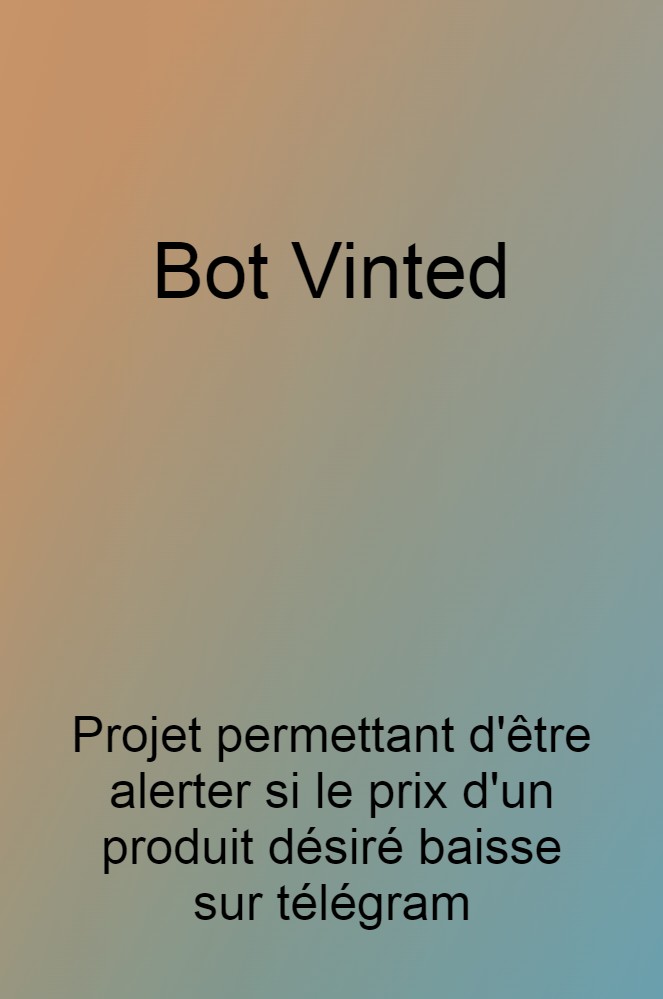 Bot Vinted
Projet permettant d'être
alerter si le prix d'un
produit désiré baisse
sur télégram